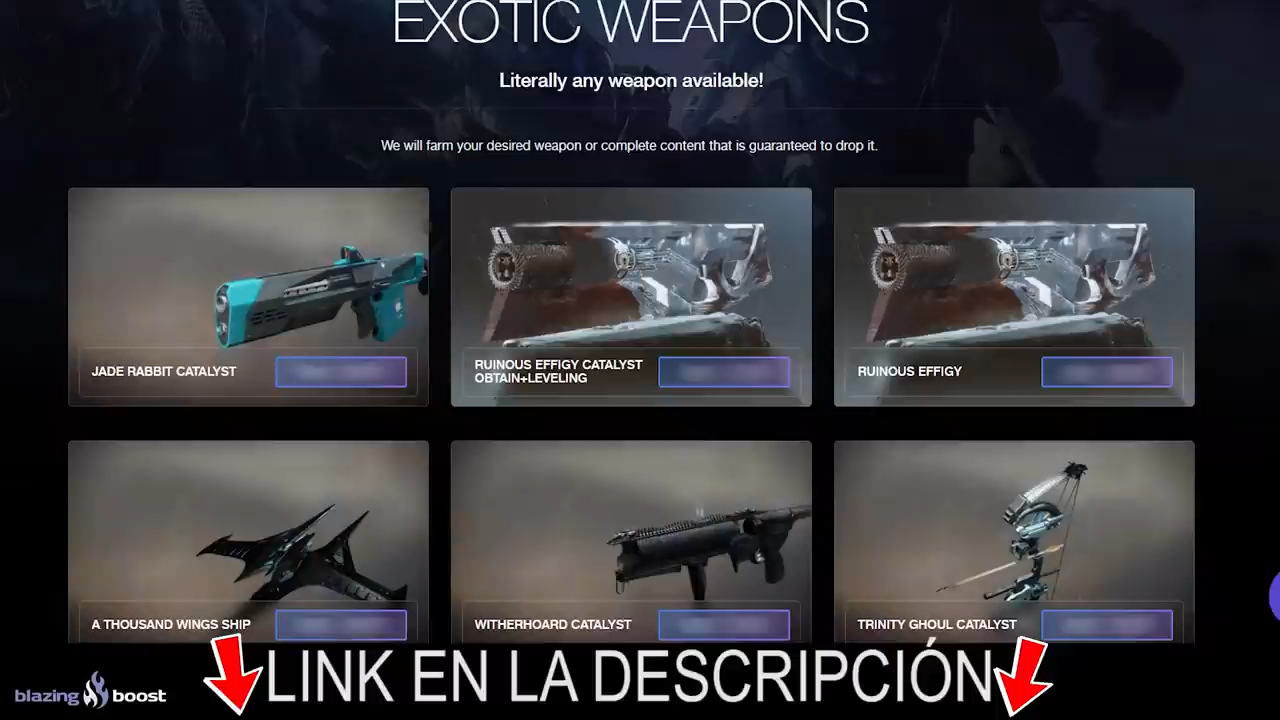 EXOTIC WEAPONS
Literally any weapon available!
We will farm your desired weapon or complete content that is guaranteed to drop it.
JADE RABBIT CATALYST
RUINOUS EFFIGY CATALYST
OBTAIN+LEVELING
RUINOUS EFFIGY
A THOUSAND WINGS SHIP
WITHERHOARD CATALYST
TRINITY GHOUL CATALYST
LINK EN LA DESCRIPCIÓN
blazing boost